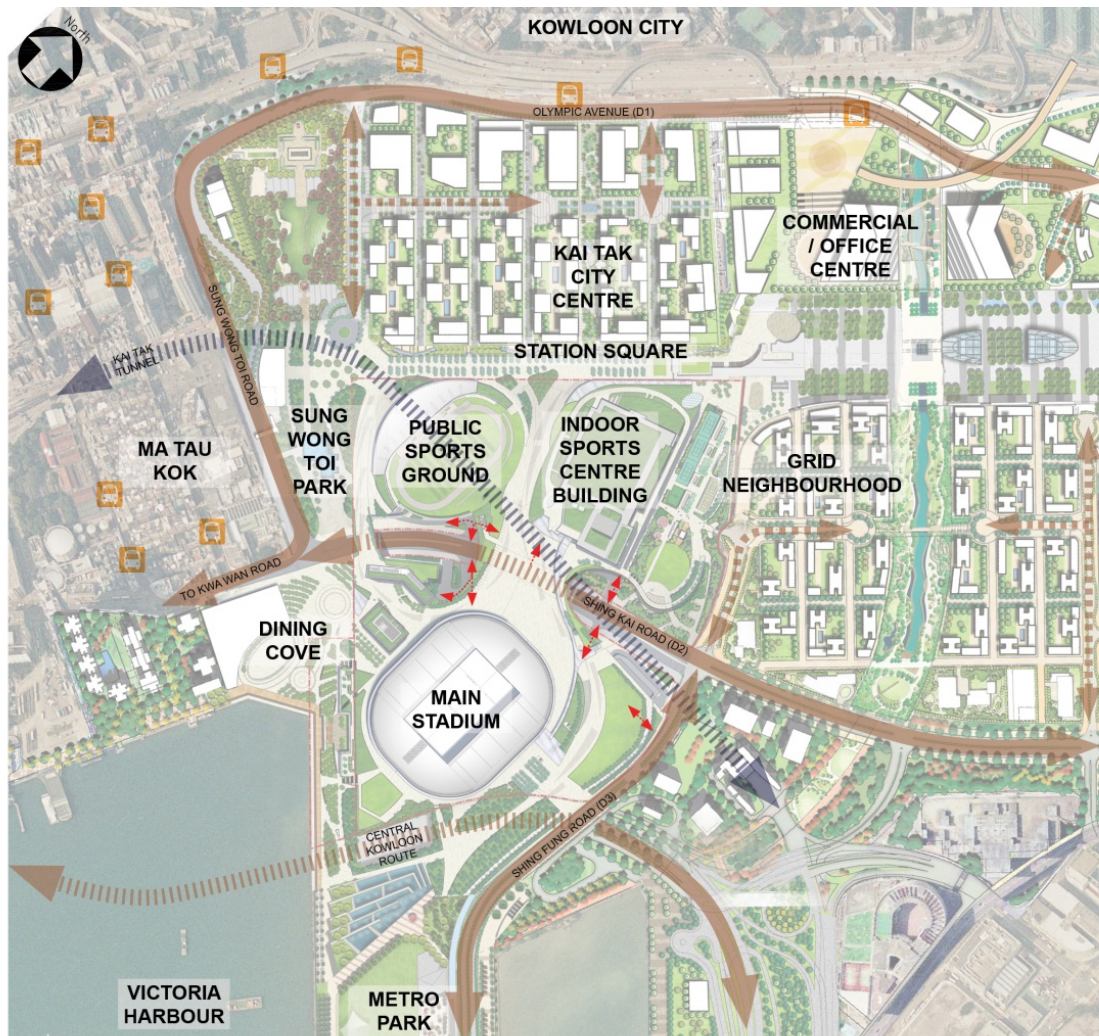 North
KOWLOON CITY
OLYMPIC AVENUE (D1)
COMMERCIAL
/ OFFICE
CENTRE
KAI TAK
CITY
CENTRE
SUNG WONG TOI ROAD
STATION SQUARE
KAI TAK
TUNNEL
SUNG
WONG
TOI
PARK
PUBLIC
SPORTS
GROUND
INDOOR
SPORTS
CENTRE
BUILDING
MA TAU
KOK
GRID
NEIGHBOURHOOD
TO KWA WAN ROAD
SHING KAI ROAD (D2)
DINING
COVE
MAIN
STADIUM
CENTRAL
KOWLOON
ROUTE
SHING FUNG ROAD (D3)
VICTORIA
HARBOUR
METRO
PARK